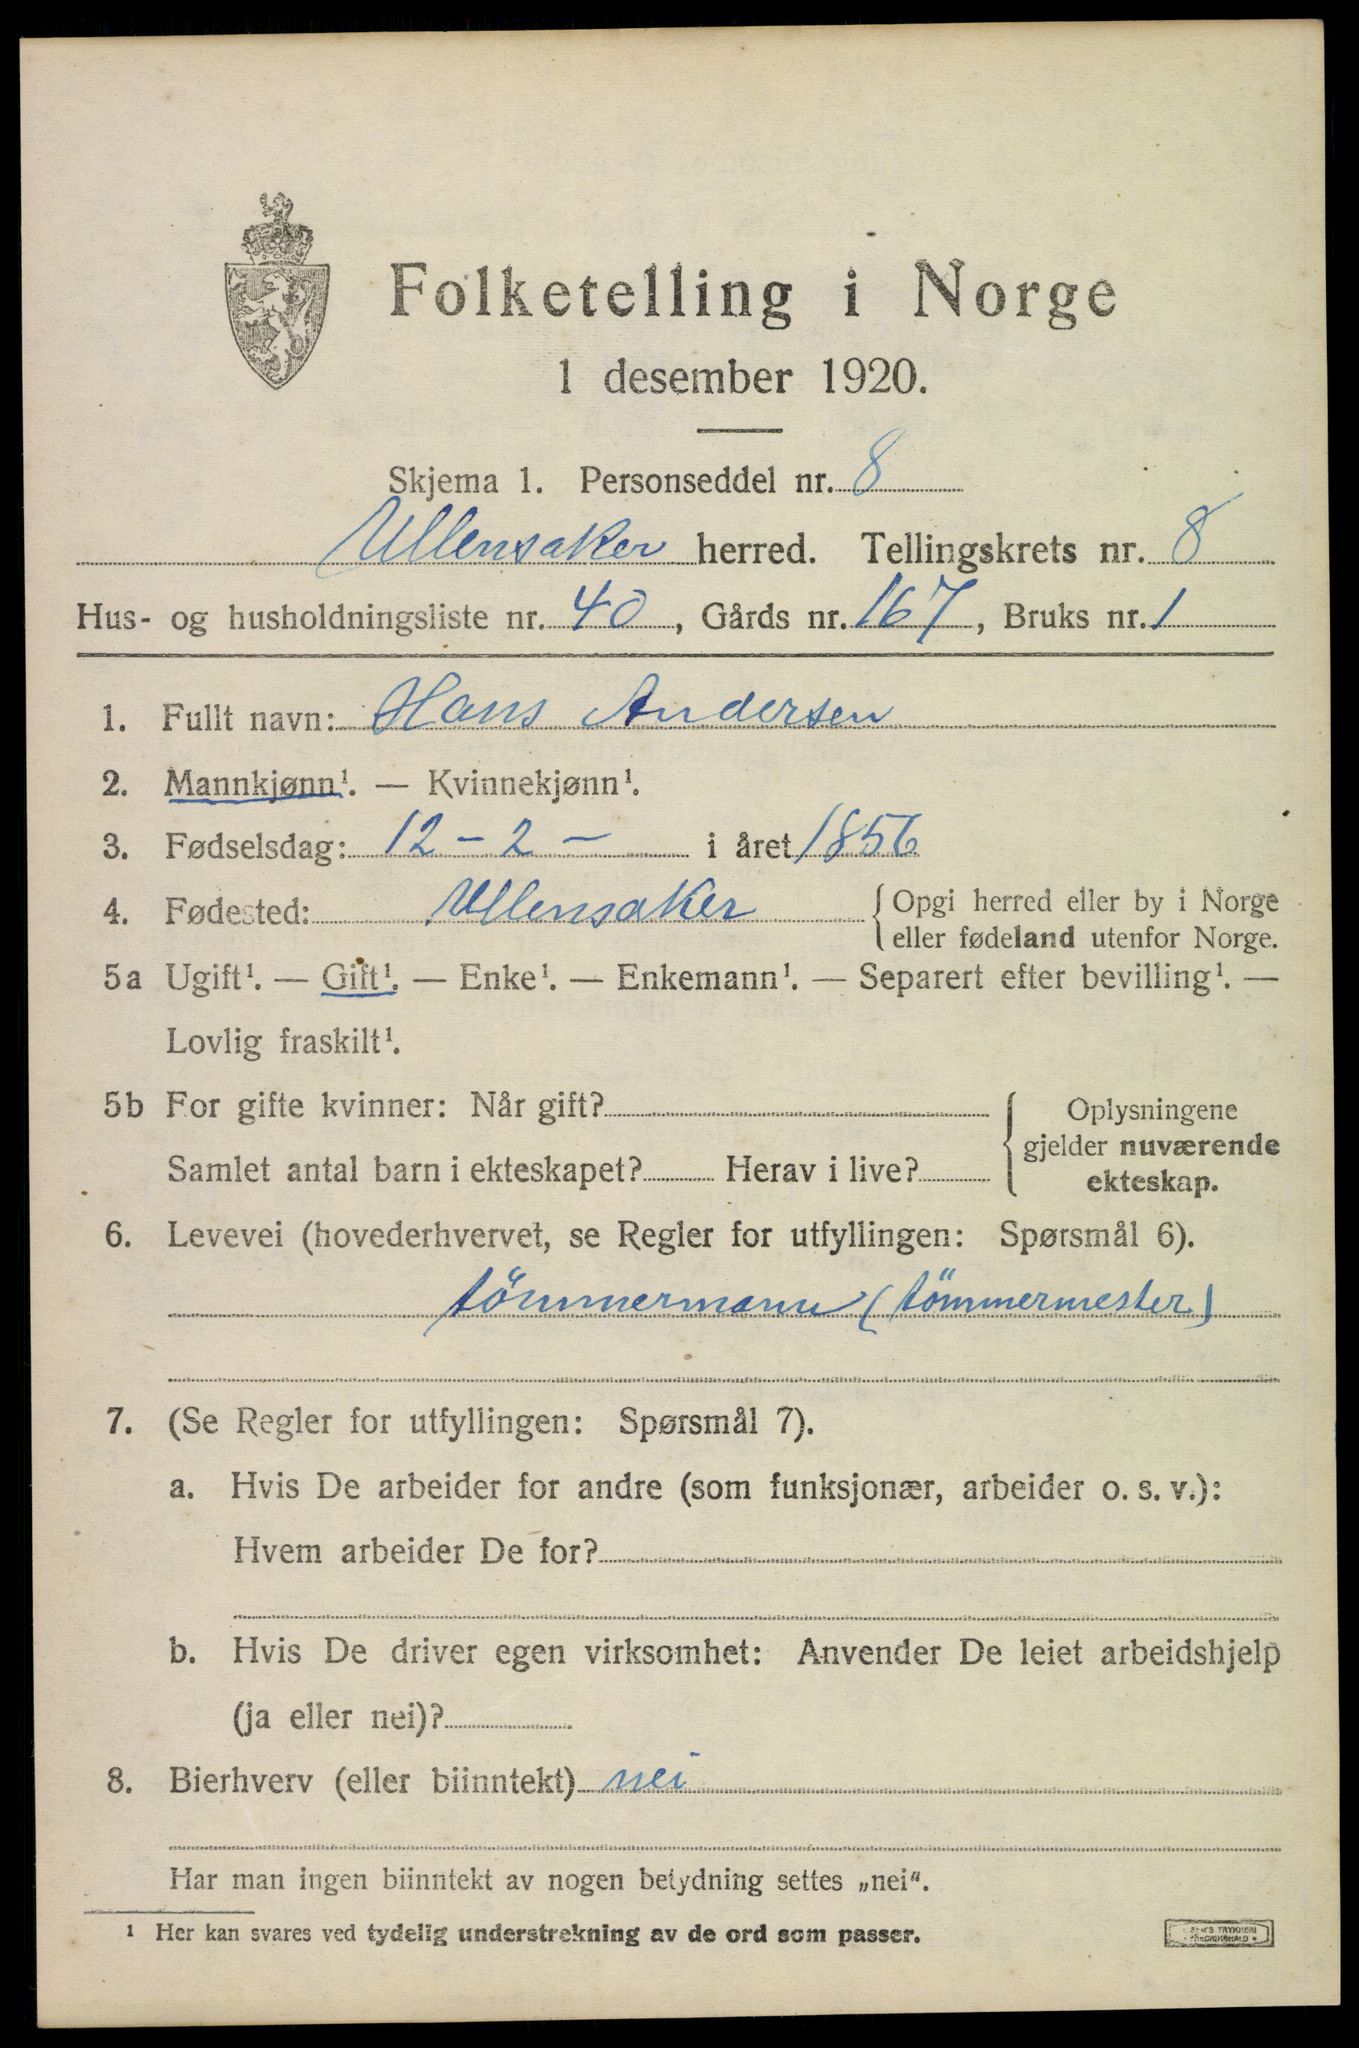 Folketelling i Norge
1 desember 1920.
Skjema 1. Personseddel nr. 8
Ullensaker herred. Tellingskrets nr. 8
Hus- og husholdningsliste nr. 40, Gårds nr. 167, Bruks nr. 1
1. Fullt navn: Hans Andersen
2. Mannkjønn¹. — Kvinnekjønn¹.
3. Fødselsdag: 12 - 2 - i året 1856
4. Fødested: Ullensaker {Opgi herred eller by i Norge
eller fødeland utenfor Norge.
5a Ugift¹. — Gift¹. — Enke¹. — Enkemann¹. — Separert efter bevilling¹. —
Lovlig fraskilt¹.
5b For gifte kvinner: Når gift? { Oplysningene
gjelder nuværende
Samlet antal barn i ekteskapet? Herav i live? ekteskap.
6. Levevei (hovederhvervet, se Regler for utfyllingen: Spørsmål 6).
tömmermann (tömmermester)
7. (Se Regler for utfyllingen: Spørsmål 7).
a. Hvis De arbeider for andre (som funksjonær, arbeider o. s. v.):
Hvem arbeider De for?
b. Hvis De driver egen virksomhet: Anvender De leiet arbeidshjelp
(ja eller nei)?
8. Bierhverv (eller biinntekt) nei
Har man ingen biinntekt av nogen betydning settes „nei“.
¹ Her kan svares ved tydelig understrekning av de ord som passer.
TRYKKERI